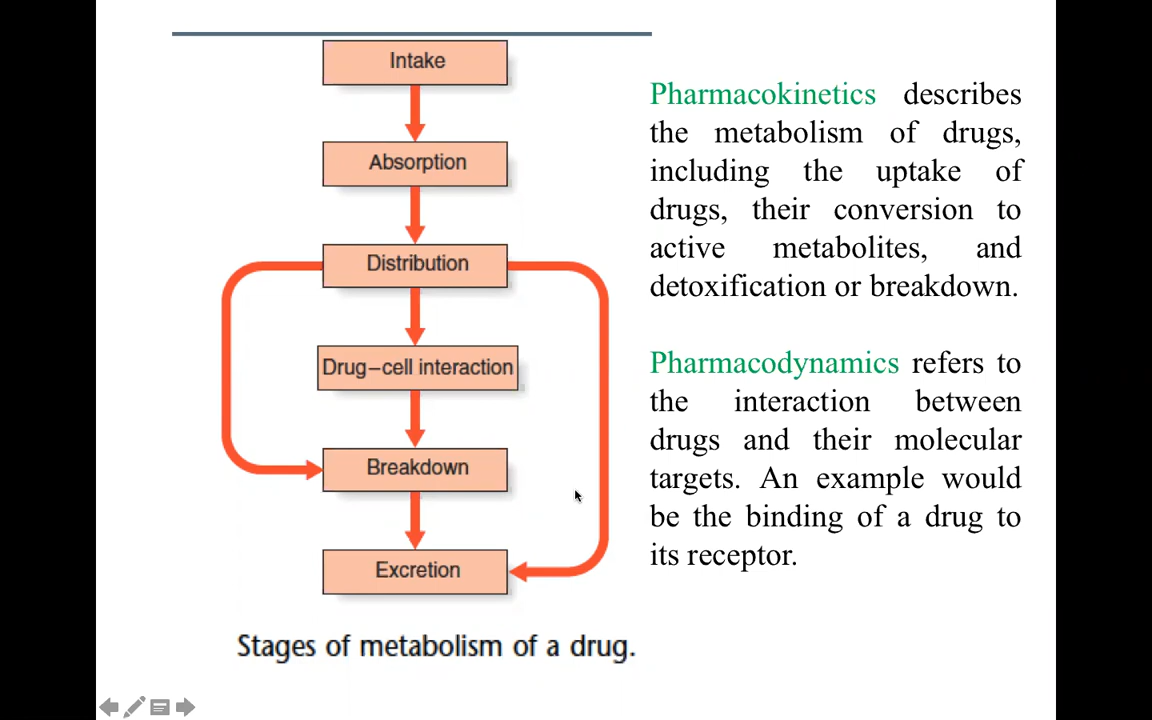 Intake
Absorption
Distribution
Drug–cell interaction
Breakdown
Excretion
Stages of metabolism of a drug.
Pharmacokinetics describes
the metabolism of drugs,
including the uptake of
drugs, their conversion to
active metabolites, and
detoxification or breakdown.
Pharmacodynamics refers to
the interaction between
drugs and their molecular
targets. An example would
be the binding of a drug to
its receptor.